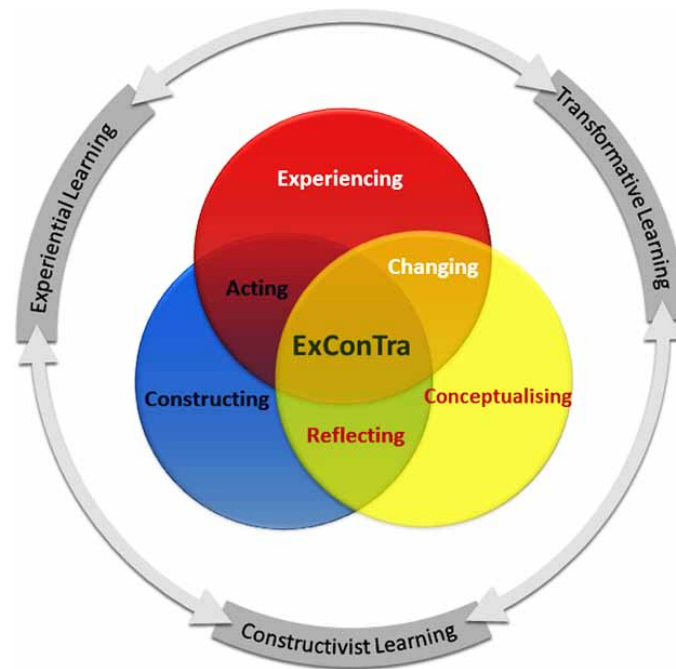 Experiential Learning
Transformative Learning
Experiencing
Changing
Acting
ExConTra
Constructing
Conceptualising
Reflecting
Constructivist Learning